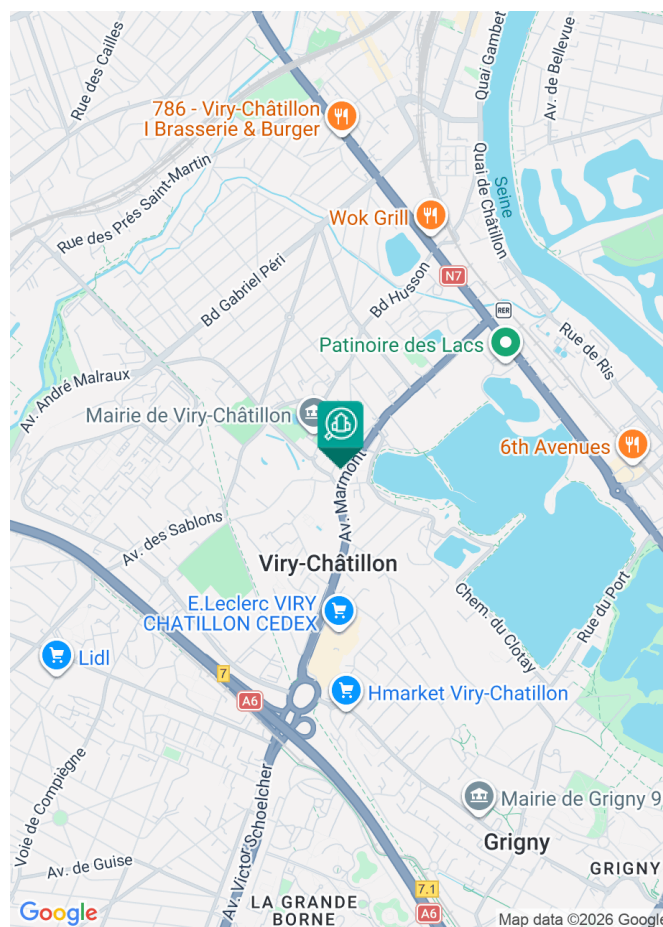 Rue des Cailles
Quai Gambet
Av. de Bellevue
786 - Viry-Châtillon
I Brasserie & Burger
Rue des Prés Saint-Martin
Seine
Quai de Châtillon
Wok Grill
N7
Bd Gabriel Péri
Bd Husson
RER
Rue de Ris
Patinoire des Lacs
Av. André Malraux
Mairie de Viry-Châtillon
6th Avenues
Av. Marmont
Av. des Sablons
Viry-Châtillon
E.Leclerc VIRY
CHATILLON CEDEX
Chem. du Clotay
Rue du Port
Lidl
7
A6
Hmarket Viry-Chatillon
Voie de Compiègne
Av. Victor Schoelcher
Mairie de Grigny 9
Grigny
GRIGNY
Av. de Guise
7.1
LA GRANDE
BORNE
A6
Google
Map data ©2026 Google